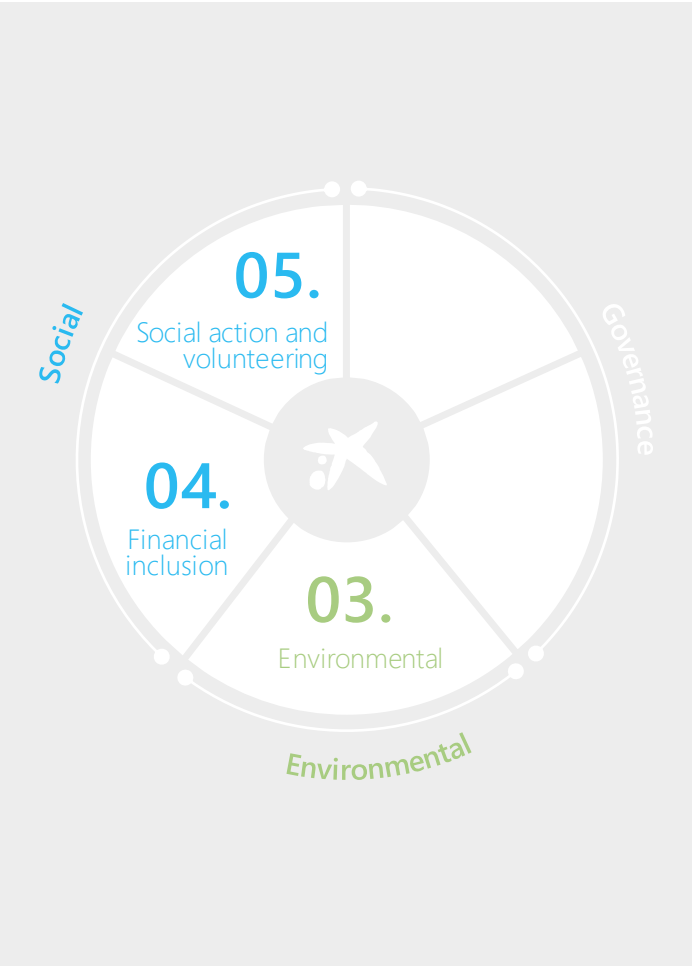 05.
Social action and
volunteering
Social
Governance
04.
Financial
inclusion
03.
Environmental
Environmental